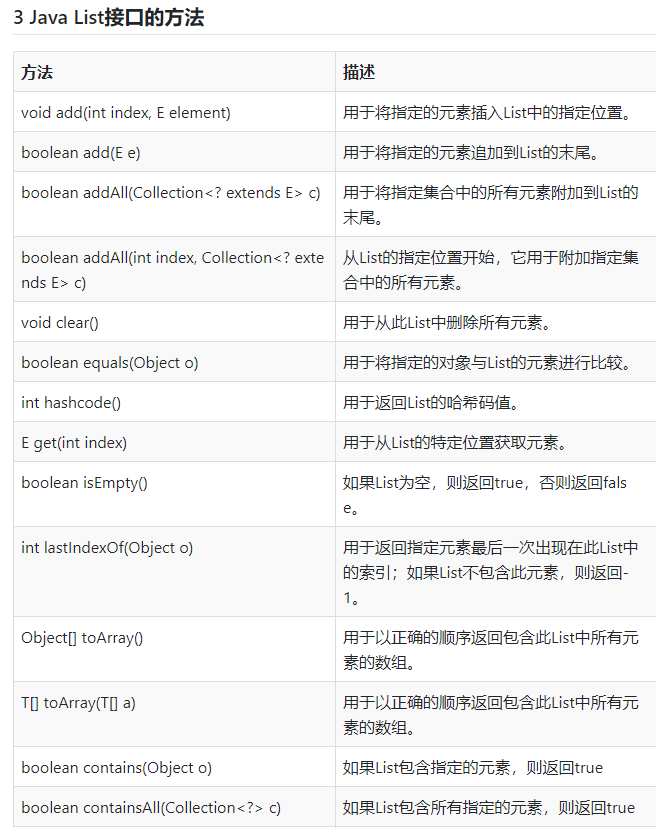 3 Java List接口的方法
方法
描述
void add(int index, E element)
用于将指定的元素插入List中的指定位置。
boolean add(E e)
用于将指定的元素追加到List的末尾。
boolean addAll(Collection<? extends E> c)
用于将指定集合中的所有元素附加到List的
末尾。
boolean addAll(int index, Collection<? exte
nds E> c)
从List的指定位置开始，它用于附加指定集
合中的所有元素。
void clear()
用于从此List中删除所有元素。
boolean equals(Object o)
用于将指定的对象与List的元素进行比较。
int hashcode()
用于返回List的哈希码值。
E get(int index)
用于从List的特定位置获取元素。
boolean isEmpty()
如果List为空，则返回true，否则返回fals
e。
int lastIndexOf(Object o)
用于返回指定元素最后一次出现在此List中
的索引；如果List不包含此元素，则返回-
1。
Object[] toArray()
用于以正确的顺序返回包含此List中所有元
素的数组。
T[] toArray(T[] a)
用于以正确的顺序返回包含此List中所有元
素的数组。
boolean contains(Object o)
如果List包含指定的元素，则返回true
boolean containsAll(Collection<?> c)
如果List包含所有指定的元素，则返回true